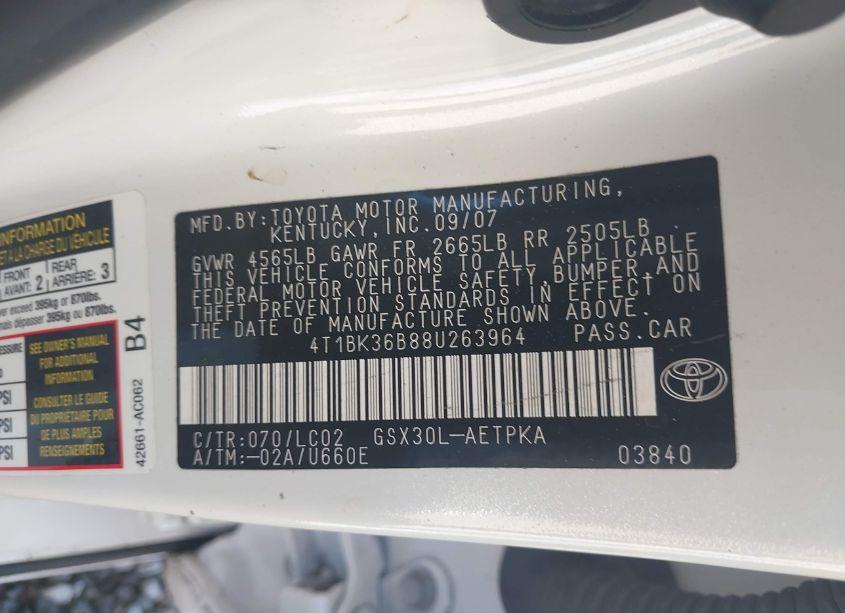 INFORMATION
ET A LA CHARGE DU VÉHICULE
FRONT
AVANT: 2
REAR
ARRIÈRE: 3
exceed 395kg or 870lbs.
mais dépasser 395kg ou 870lbs.
SEE OWNER'S MANUAL
FOR ADDITIONAL
INFORMATION
CONSULTER LE GUIDE
DU PROPRIÉTAIRE POUR
DE PLUS AMPLES
RENSEIGNEMENTS
PSI
PSI
PSI
B4
42661-AC062
MFD.BY:TOYOTA MOTOR MANUFACTURING,
KENTUCKY,INC.09/07
GVWR 4565LB GAWR FR 2665LB RR 2505LB
THIS VEHICLE CONFORMS TO ALL APPLICABLE
FEDERAL MOTOR VEHICLE SAFETY,BUMPER,AND
THEFT PREVENTION STANDARDS IN EFFECT ON
THE DATE OF MANUFACTURE SHOWN ABOVE.
4T1BK36B88U263964 PASS.CAR
C/TR:070/LC02 GSX30L-AETPKA
A/TM:-02A/U660E 03840